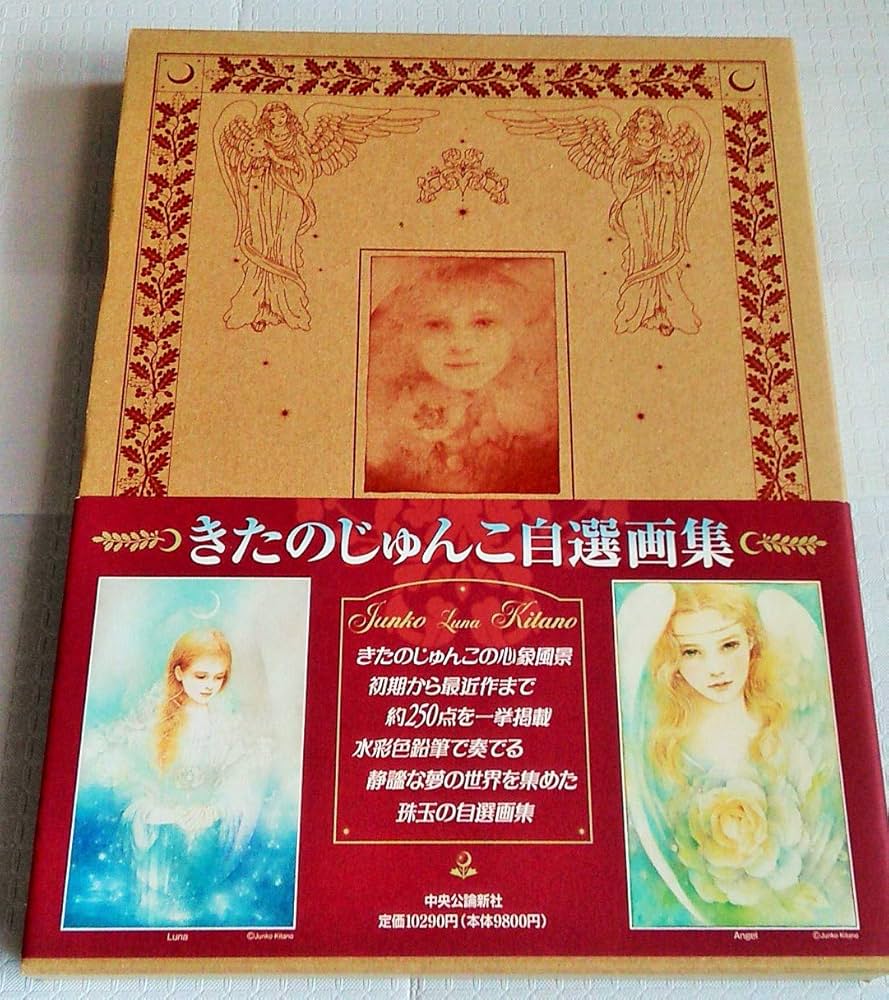 きたのじゅんこ自選画集
Junko Luna Kitano
きたのじゅんこの心象風景
初期から最近作まで
約250点を一挙掲載
水彩色鉛筆で奏でる
静謐な夢の世界を集めた
珠玉の自選画集
中央公論新社
定価10290円(本体9800円)
Luna
©Junko Kitano
Angel
©Junko Kitano